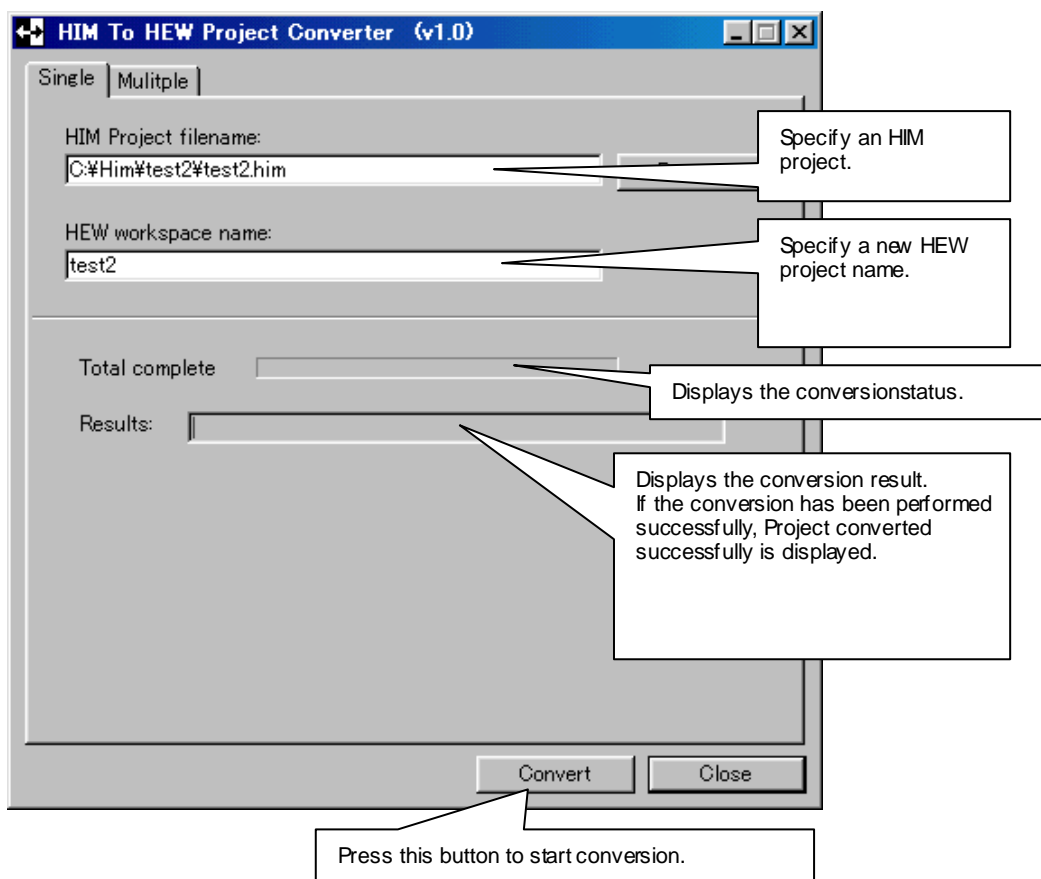 HIM To HEW Project Converter (v1.0)
Single
Mulitple
HIM Project filename:
C:¥Him¥test2¥test2.him
Specify an HIM
project.
HEW workspace name:
test2
Specify a new HEW
project name.
Total complete
Displays the conversionstatus.
Results:
Displays the conversion result.
If the conversion has been performed
successfully, Project converted
successfully is displayed.
Convert
Close
Press this button to start conversion.